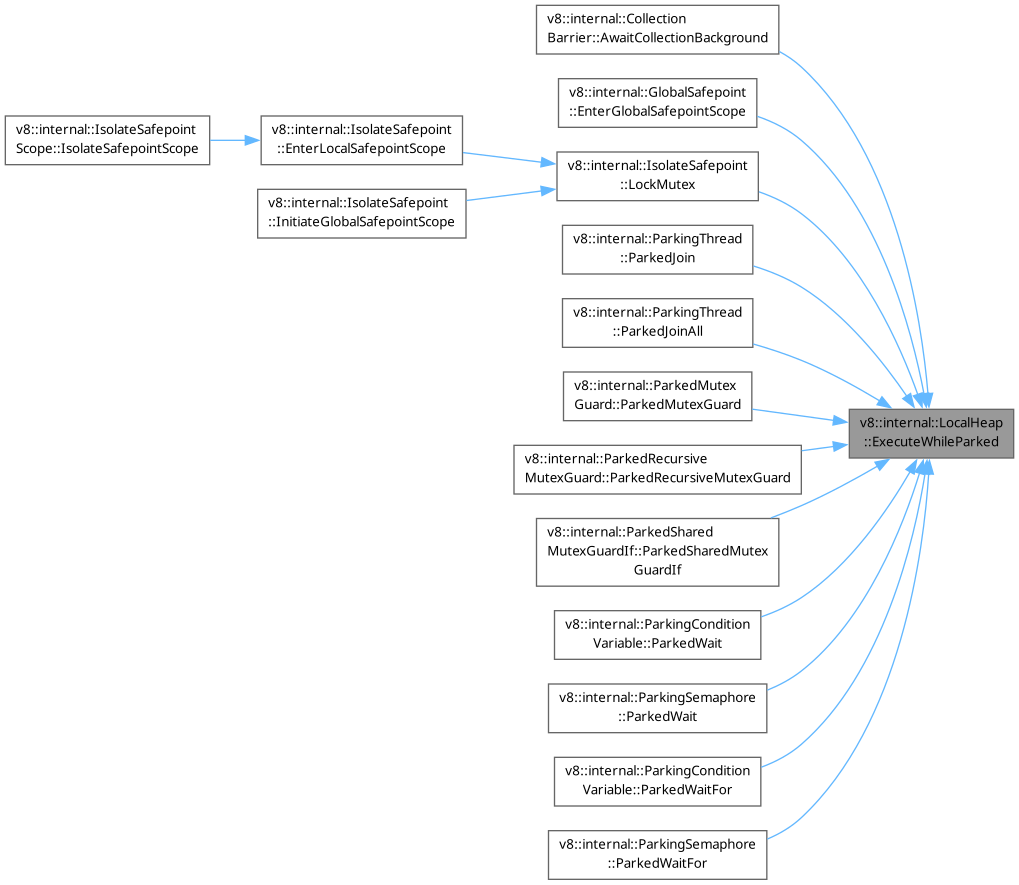 v8::internal::Collection
Barrier::AwaitCollectionBackground
v8::internal::GlobalSafepoint
::EnterGlobalSafepointScope
v8::internal::IsolateSafepoint
Scope::IsolateSafepointScope
v8::internal::IsolateSafepoint
::EnterLocalSafepointScope
v8::internal::IsolateSafepoint
::LockMutex
v8::internal::IsolateSafepoint
::InitiateGlobalSafepointScope
v8::internal::ParkingThread
::ParkedJoin
v8::internal::ParkingThread
::ParkedJoinAll
v8::internal::ParkedMutex
Guard::ParkedMutexGuard
v8::internal::LocalHeap
::ExecuteWhileParked
v8::internal::ParkedRecursive
MutexGuard::ParkedRecursiveMutexGuard
v8::internal::ParkedShared
MutexGuardIf::ParkedSharedMutex
GuardIf
v8::internal::ParkingCondition
Variable::ParkedWait
v8::internal::ParkingSemaphore
::ParkedWait
v8::internal::ParkingCondition
Variable::ParkedWaitFor
v8::internal::ParkingSemaphore
::ParkedWaitFor